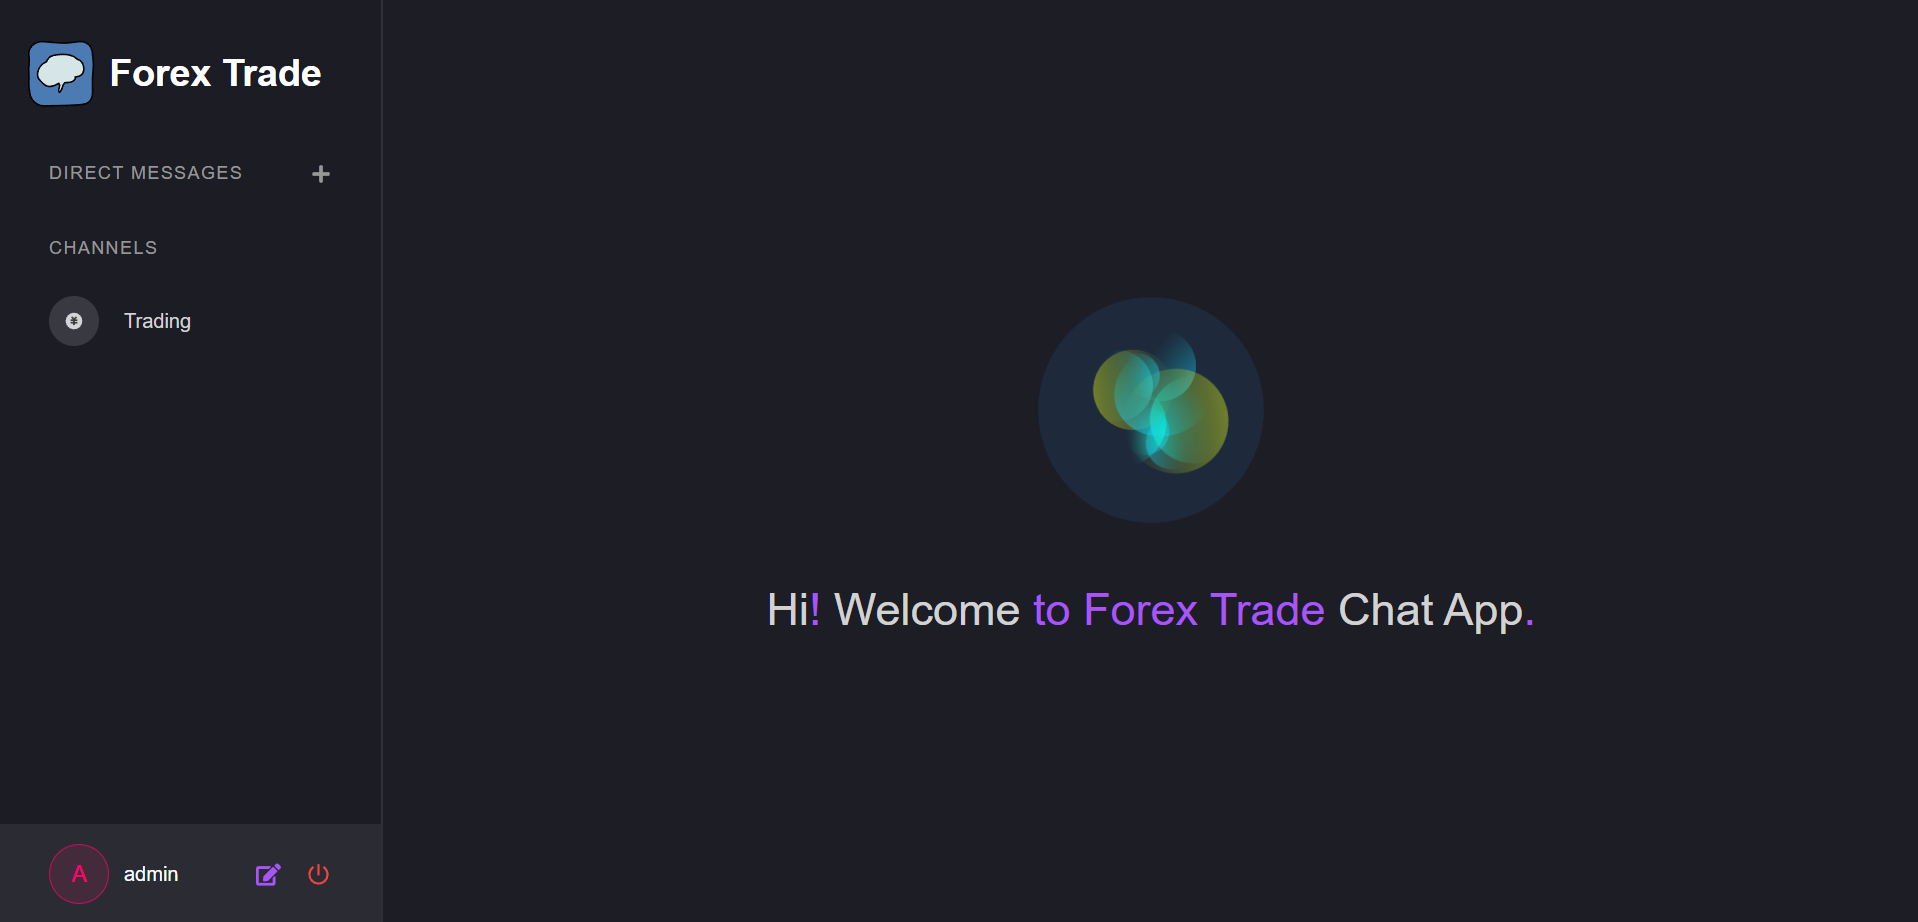 Forex Trade
DIRECT MESSAGES
CHANNELS
¥
Trading
Hi! Welcome to Forex Trade Chat App.
A
admin